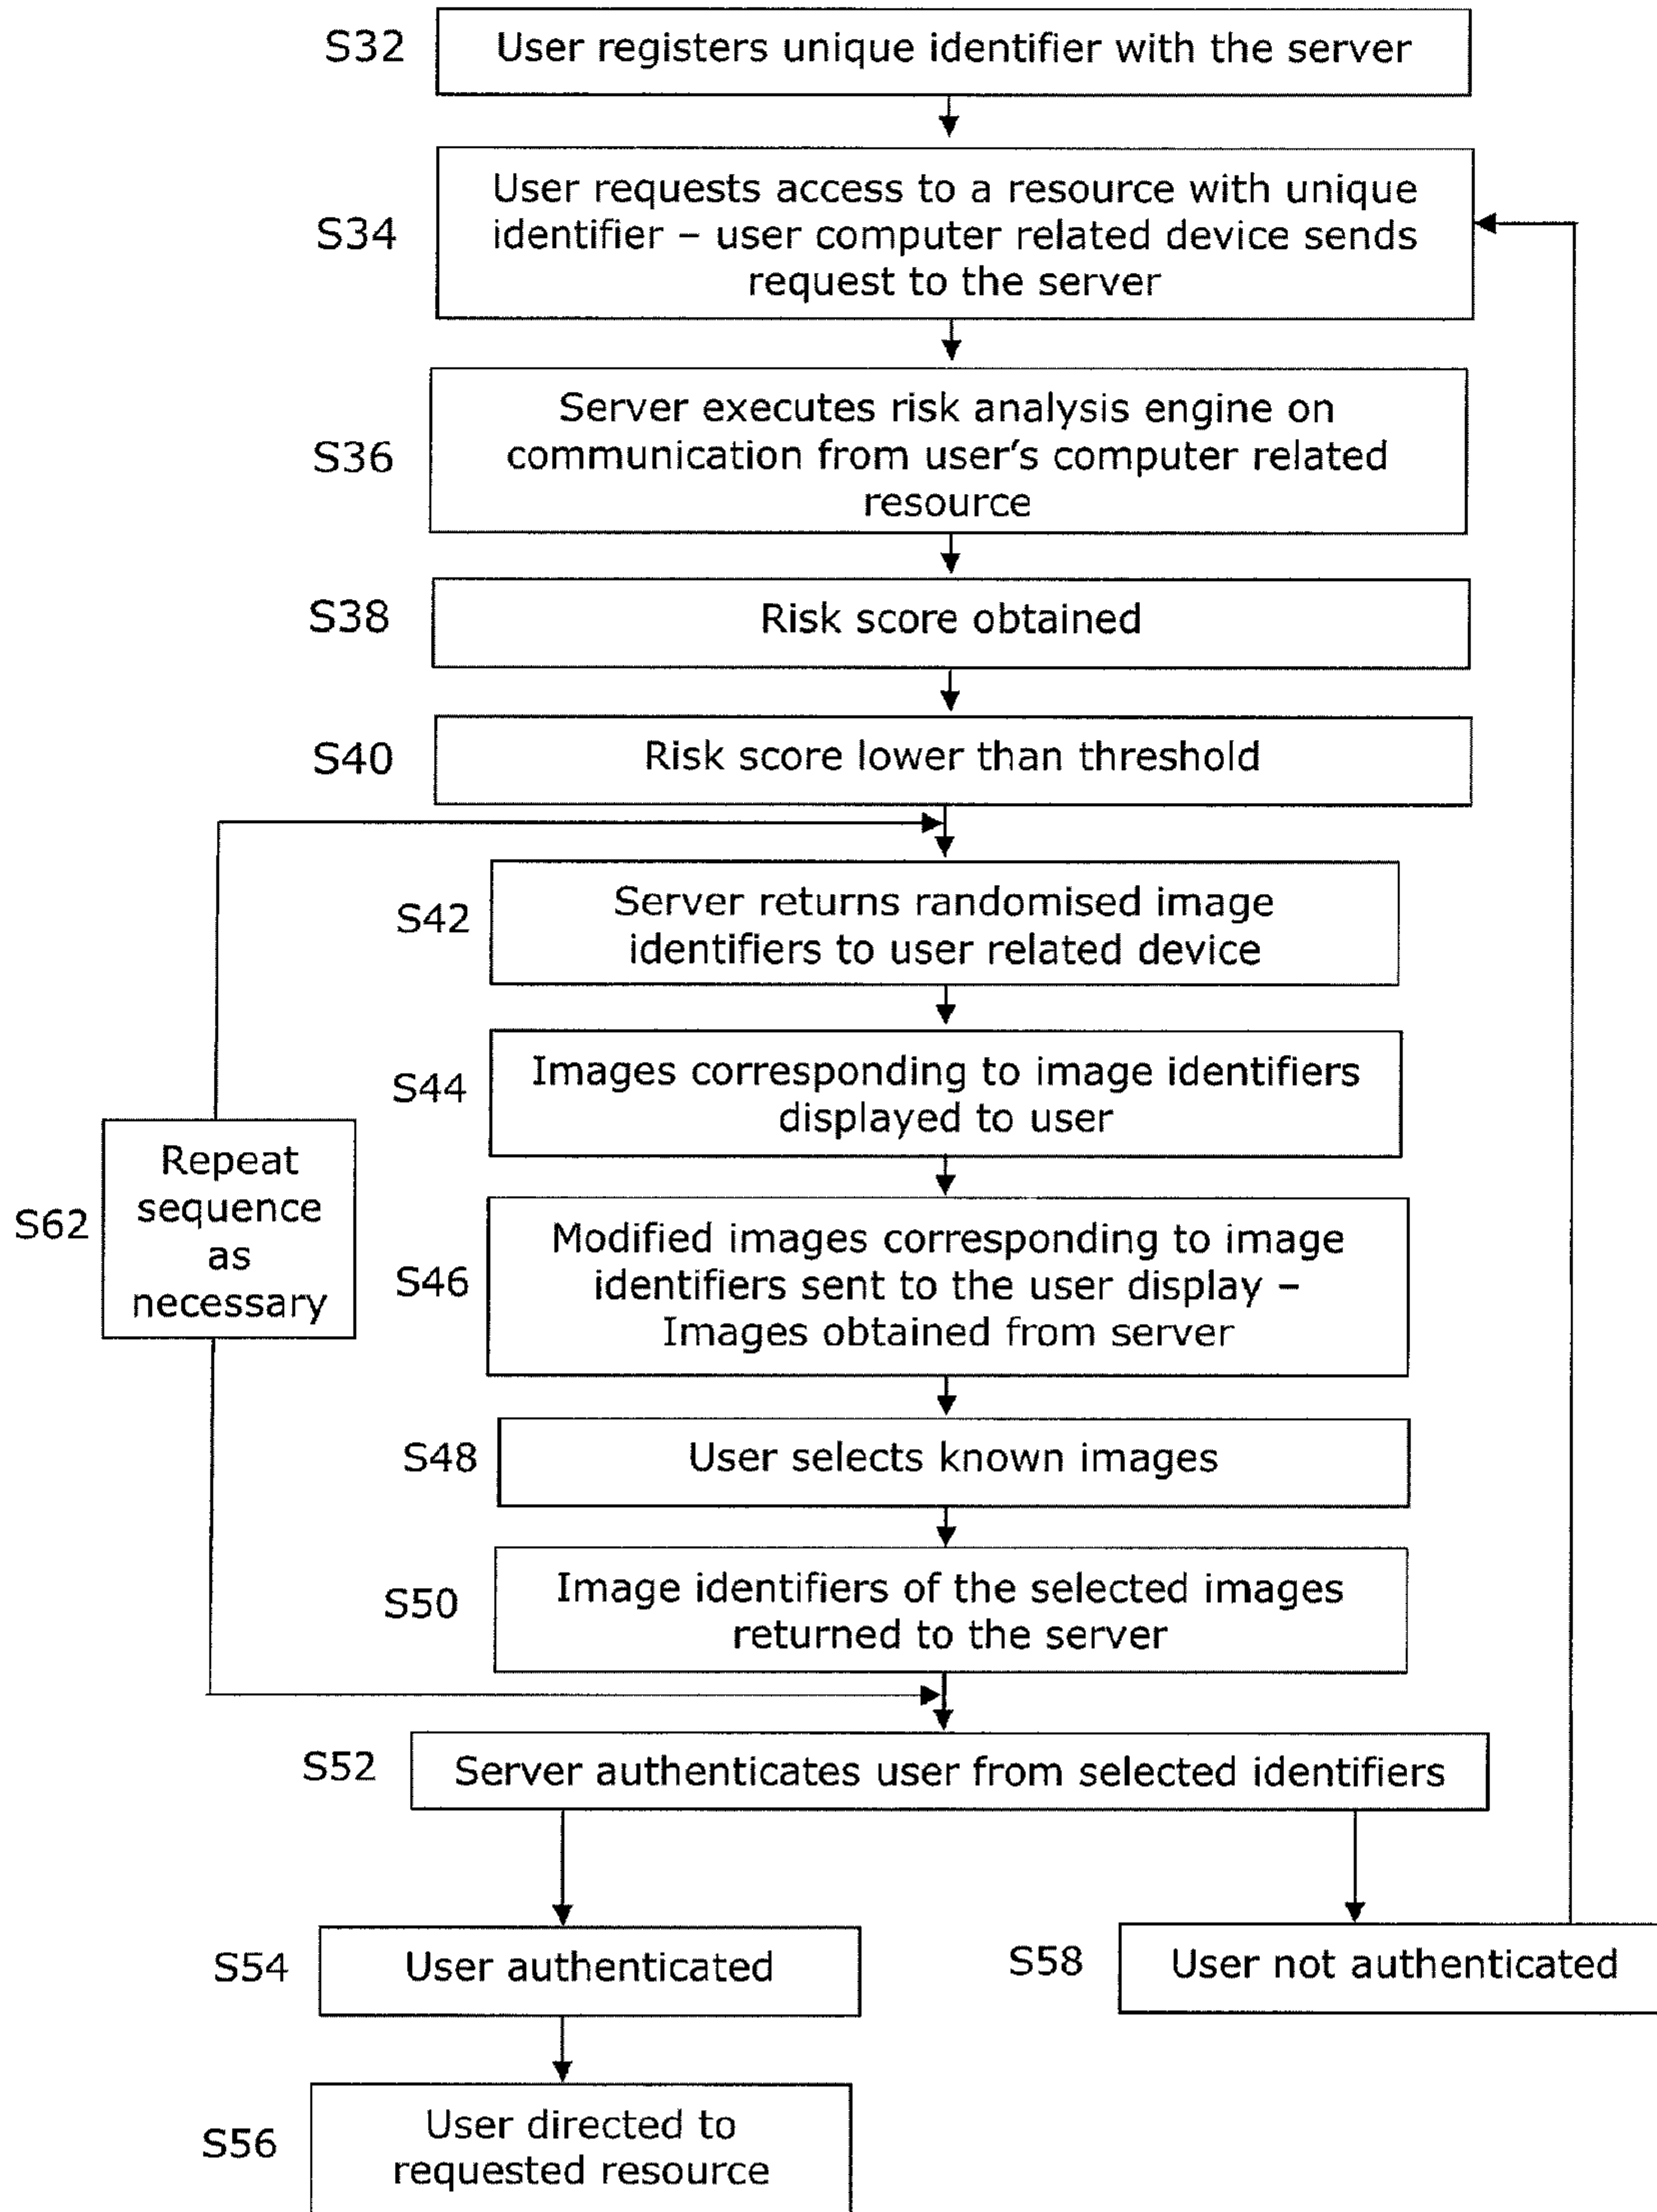 S32
User registers unique identifier with the server
S34
User requests access to a resource with unique
identifier – user computer related device sends
request to the server
S36
Server executes risk analysis engine on
communication from user's computer related
resource
S38
Risk score obtained
S40
Risk score lower than threshold
S42
Server returns randomised image
identifiers to user related device
S44
Images corresponding to image identifiers
displayed to user
S62
Repeat
sequence
as
necessary
S46
Modified images corresponding to image
identifiers sent to the user display –
Images obtained from server
S48
User selects known images
S50
Image identifiers of the selected images
returned to the server
S52
Server authenticates user from selected identifiers
S54
User authenticated
S58
User not authenticated
S56
User directed to
requested resource